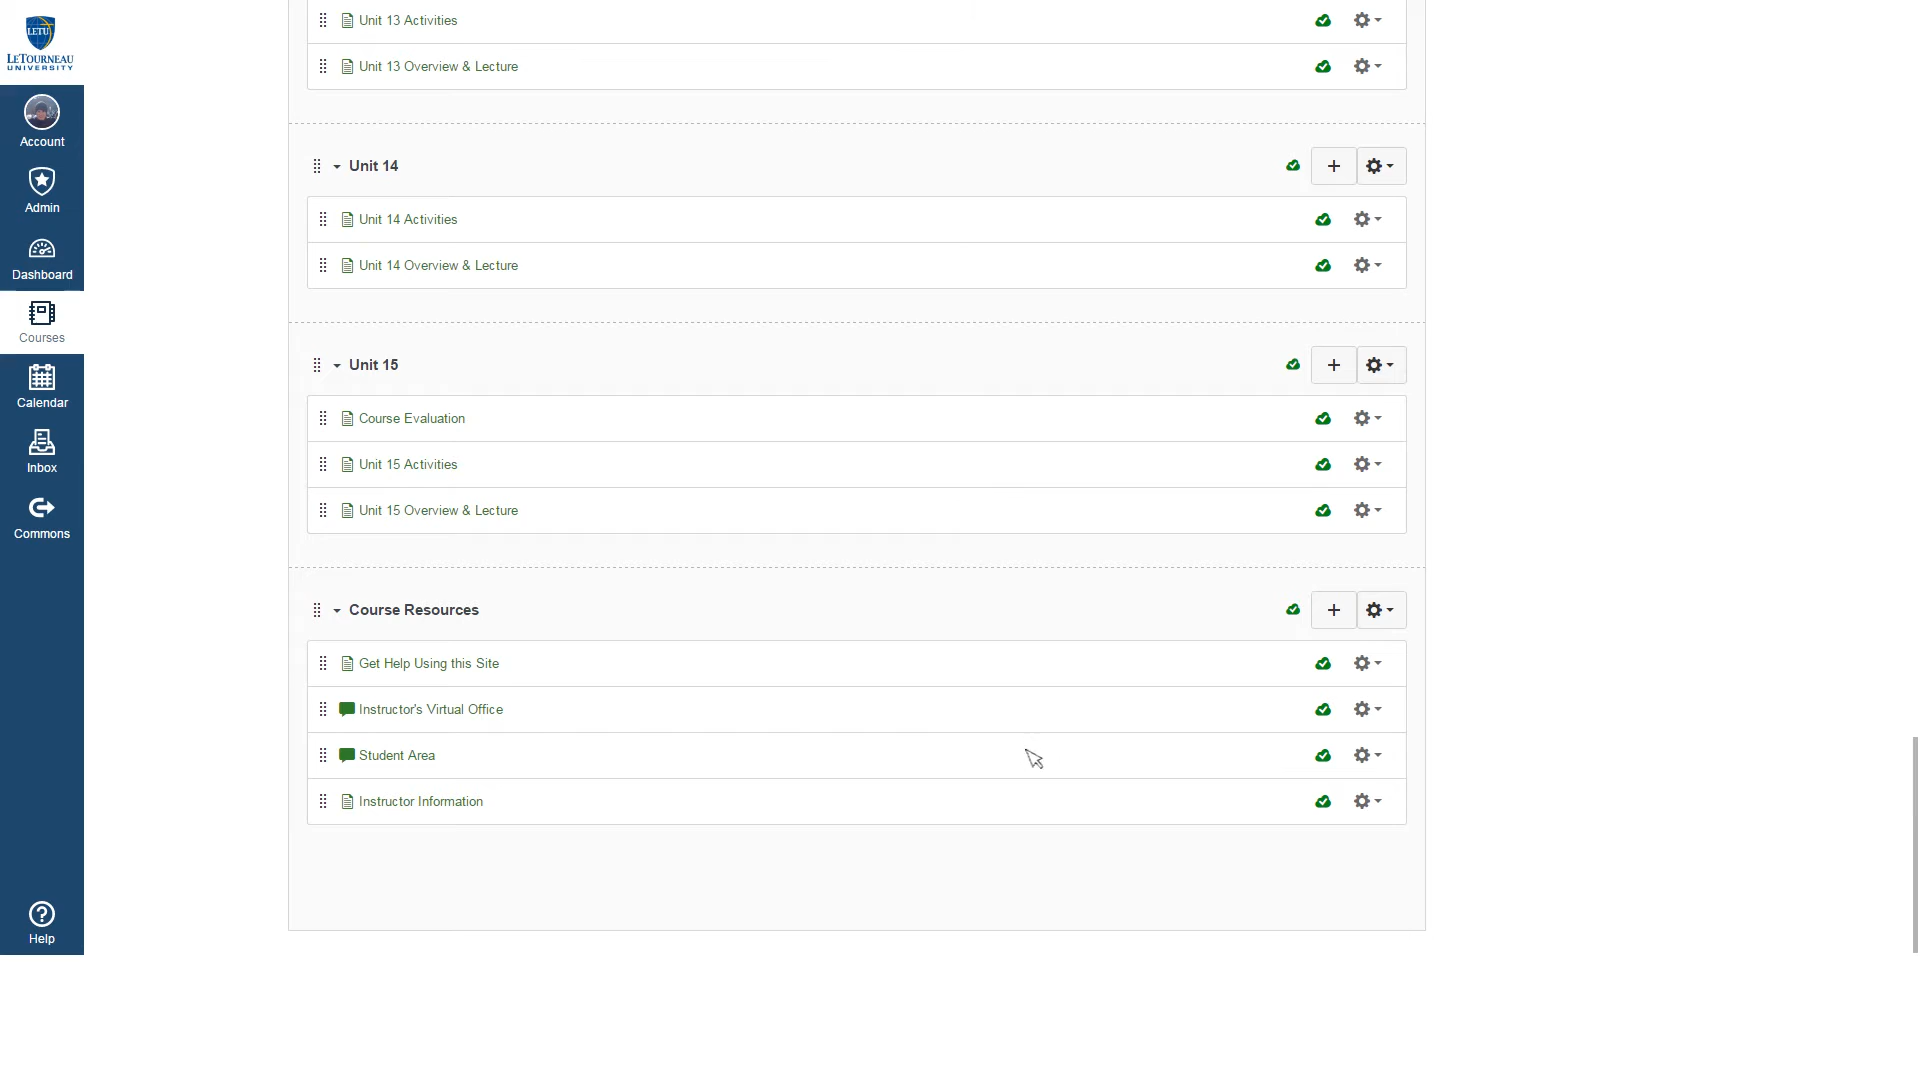 LETU
LETOURNEAU
UNIVERSITY
Account
Admin
Dashboard
Courses
Calendar
Inbox
Commons
Help
Unit 13 Activities
Unit 13 Overview & Lecture
Unit 14
Unit 14 Activities
Unit 14 Overview & Lecture
Unit 15
Course Evaluation
Unit 15 Activities
Unit 15 Overview & Lecture
Course Resources
Get Help Using this Site
Instructor's Virtual Office
Student Area
Instructor Information